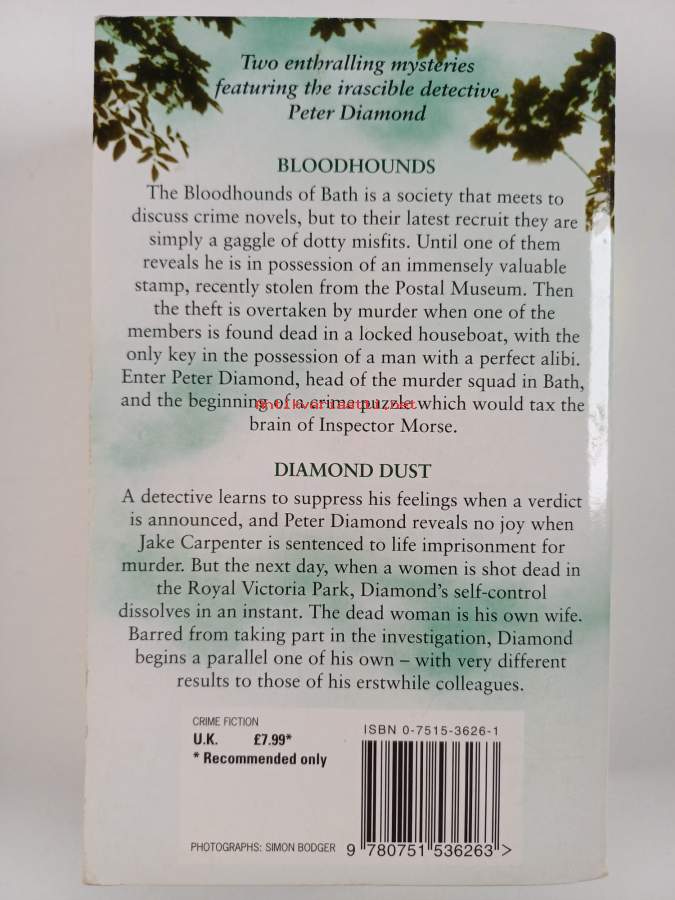 Two enthralling mysteries
featuring the irascible detective
Peter Diamond
BLOODHOUNDS
The Bloodhounds of Bath is a society that meets to
discuss crime novels, but to their latest recruit they are
simply a gaggle of dotty misfits. Until one of them
reveals he is in possession of an immensely valuable
stamp, recently stolen from the Postal Museum. Then
the theft is overtaken by murder when one of the
members is found dead in a locked houseboat, with the
only key in the possession of a man with a perfect alibi.
Enter Peter Diamond, head of the murder squad in Bath,
and the beginning of a crime puzzle which would tax the
antikvariaatti.net
brain of Inspector Morse.
DIAMOND DUST
A detective learns to suppress his feelings when a verdict
is announced, and Peter Diamond reveals no joy when
Jake Carpenter is sentenced to life imprisonment for
murder. But the next day, when a women is shot dead in
the Royal Victoria Park, Diamond's self-control
dissolves in an instant. The dead woman is his own wife.
Barred from taking part in the investigation, Diamond
begins a parallel one of his own – with very different
results to those of his erstwhile colleagues.
CRIME FICTION
U.K. £7.99*
* Recommended only
ISBN 0-7515-3626-1
PHOTOGRAPHS: SIMON BODGER
9 780751 536263 >